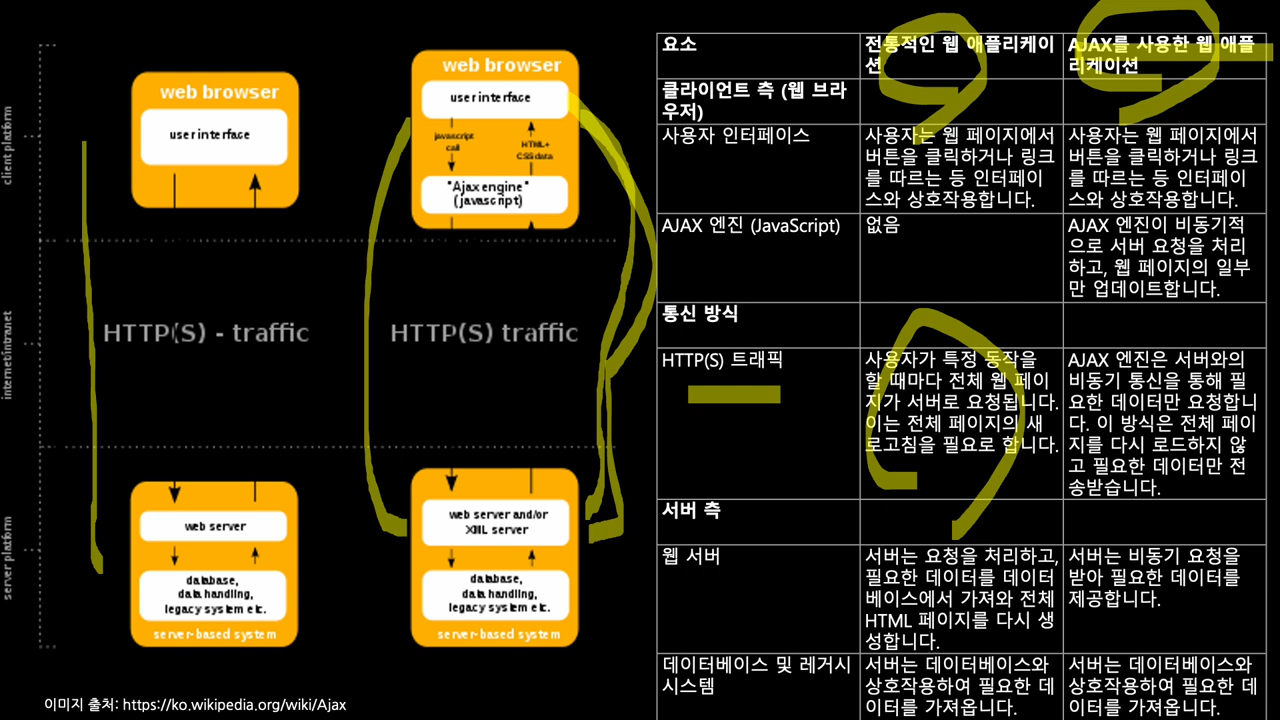 client platform
internet/intranet
server platform
web browser
user interface
HTTP(S) - traffic
web server
database,
data handling,
legacy system etc.
server-based system
web browser
user interface
javascript
call
HTML+
CSS data
"Ajax engine"
(javascript)
HTTP(S) traffic
web server and/or
XML server
database,
data handling,
legacy system etc.
server-based system
이미지 출처: https://ko.wikipedia.org/wiki/Ajax
요소
전통적인 웹 애플리케이
션
AJAX를 사용한 웹 애플
리케이션
클라이언트 측 (웹 브라
우저)
사용자 인터페이스
사용자는 웹 페이지에서
버튼을 클릭하거나 링크
를 따르는 등 인터페이
스와 상호작용합니다.
사용자는 웹 페이지에서
버튼을 클릭하거나 링크
를 따르는 등 인터페이
스와 상호작용합니다.
AJAX 엔진 (JavaScript)
없음
AJAX 엔진이 비동기적
으로 서버 요청을 처리
하고, 웹 페이지의 일부
만 업데이트합니다.
통신 방식
HTTP(S) 트래픽
사용자가 특정 동작을
할 때마다 전체 웹 페이
지가 서버로 요청됩니다.
이는 전체 페이지의 새
로고침을 필요로 합니다.
AJAX 엔진은 서버와의
비동기 통신을 통해 필
요한 데이터만 요청합니
다. 이 방식은 전체 페이
지를 다시 로드하지 않
고 필요한 데이터만 전
송받습니다.
서버 측
웹 서버
서버는 요청을 처리하고,
필요한 데이터를 데이터
베이스에서 가져와 전체
HTML 페이지를 다시 생
성합니다.
서버는 비동기 요청을
받아 필요한 데이터를
제공합니다.
데이터베이스 및 레거시
시스템
서버는 데이터베이스와
상호작용하여 필요한 데
이터를 가져옵니다.
서버는 데이터베이스와
상호작용하여 필요한 데
이터를 가져옵니다.